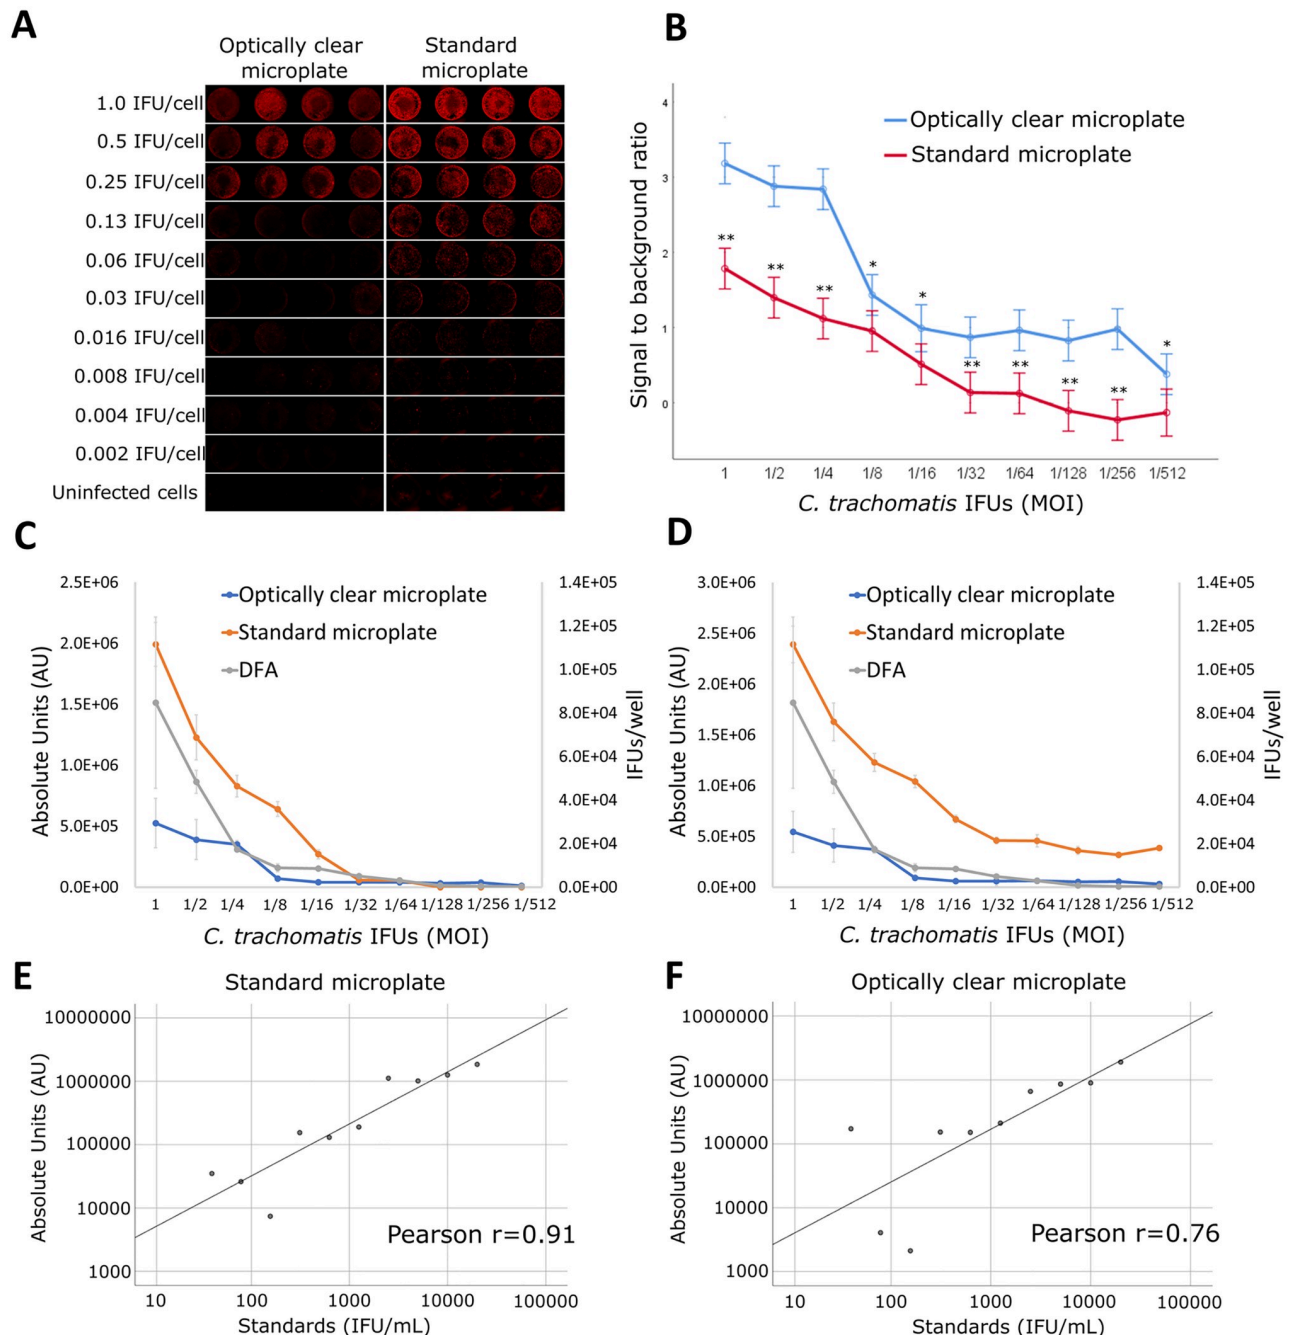 A
Optically clear microplate
Standard microplate
1.0 IFU/cell
0.5 IFU/cell
0.25 IFU/cell
0.13 IFU/cell
0.06 IFU/cell
0.03 IFU/cell
0.016 IFU/cell
0.008 IFU/cell
0.004 IFU/cell
0.002 IFU/cell
Uninfected cells
B
Signal to background ratio
4
3
2
1
0
Optically clear microplate
Standard microplate
** ** ** * * ** ** ** ** *
1 1/2 1/4 1/8 1/16 1/32 1/64 1/128 1/256 1/512
C. trachomatis IFUs (MOI)
C
Absolute Units (AU)
2.5E+06
2.0E+06
1.5E+06
1.0E+06
5.0E+05
0.0E+00
Optically clear microplate
Standard microplate
DFA
1.4E+05
1.2E+05
1.0E+05
8.0E+04
6.0E+04
4.0E+04
2.0E+04
0.0E+00
IFUs/well
1 1/2 1/4 1/8 1/16 1/32 1/64 1/128 1/256 1/512
C. trachomatis IFUs (MOI)
D
Absolute Units (AU)
3.0E+06
2.5E+06
2.0E+06
1.5E+06
1.0E+06
5.0E+05
0.0E+00
Optically clear microplate
Standard microplate
DFA
1.4E+05
1.2E+05
1.0E+05
8.0E+04
6.0E+04
4.0E+04
2.0E+04
0.0E+00
IFUs/well
1 1/2 1/4 1/8 1/16 1/32 1/64 1/128 1/256 1/512
C. trachomatis IFUs (MOI)
E
Standard microplate
Absolute Units (AU)
10000000
1000000
100000
10000
1000
Pearson r=0.91
10 100 1000 10000 100000
Standards (IFU/mL)
F
Optically clear microplate
Absolute Units (AU)
10000000
1000000
100000
10000
1000
Pearson r=0.76
10 100 1000 10000 100000
Standards (IFU/mL)